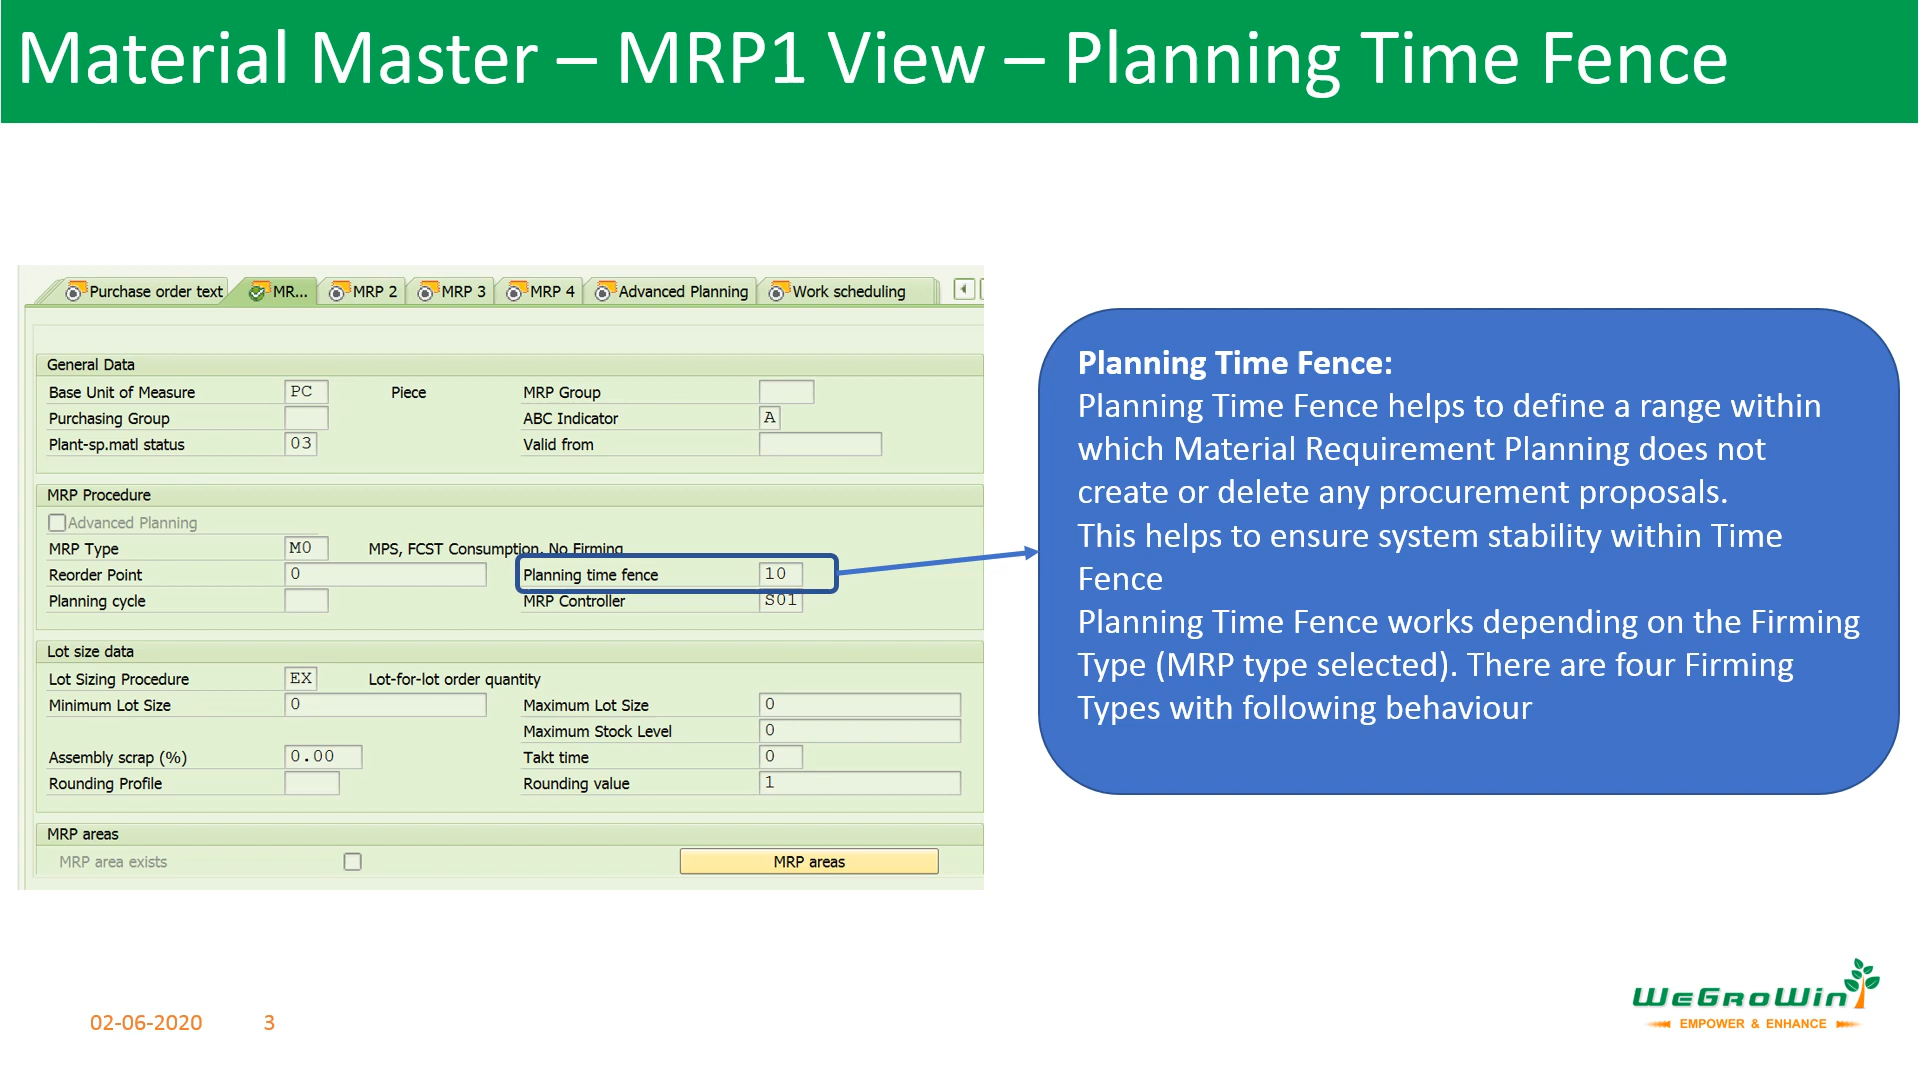 Material Master – MRP1 View – Planning Time Fence
Purchase order text MR... MRP 2 MRP 3 MRP 4 Advanced Planning Work scheduling
General Data
Base Unit of Measure PC Piece MRP Group
Purchasing Group ABC Indicator A
Plant-sp.matl status 03 Valid from
MRP Procedure
Advanced Planning
MRP Type M0 MPS, FCST Consumption, No Firming
Reorder Point 0 Planning time fence 10
Planning cycle MRP Controller S01
Lot size data
Lot Sizing Procedure EX Lot-for-lot order quantity
Minimum Lot Size 0 Maximum Lot Size 0
Maximum Stock Level 0
Assembly scrap (%) 0.00 Takt time 0
Rounding Profile Rounding value 1
MRP areas
MRP area exists MRP areas
Planning Time Fence:
Planning Time Fence helps to define a range within
which Material Requirement Planning does not
create or delete any procurement proposals.
This helps to ensure system stability within Time
Fence
Planning Time Fence works depending on the Firming
Type (MRP type selected). There are four Firming
Types with following behaviour
02-06-2020 3
WeGroWin
EMPOWER & ENHANCE